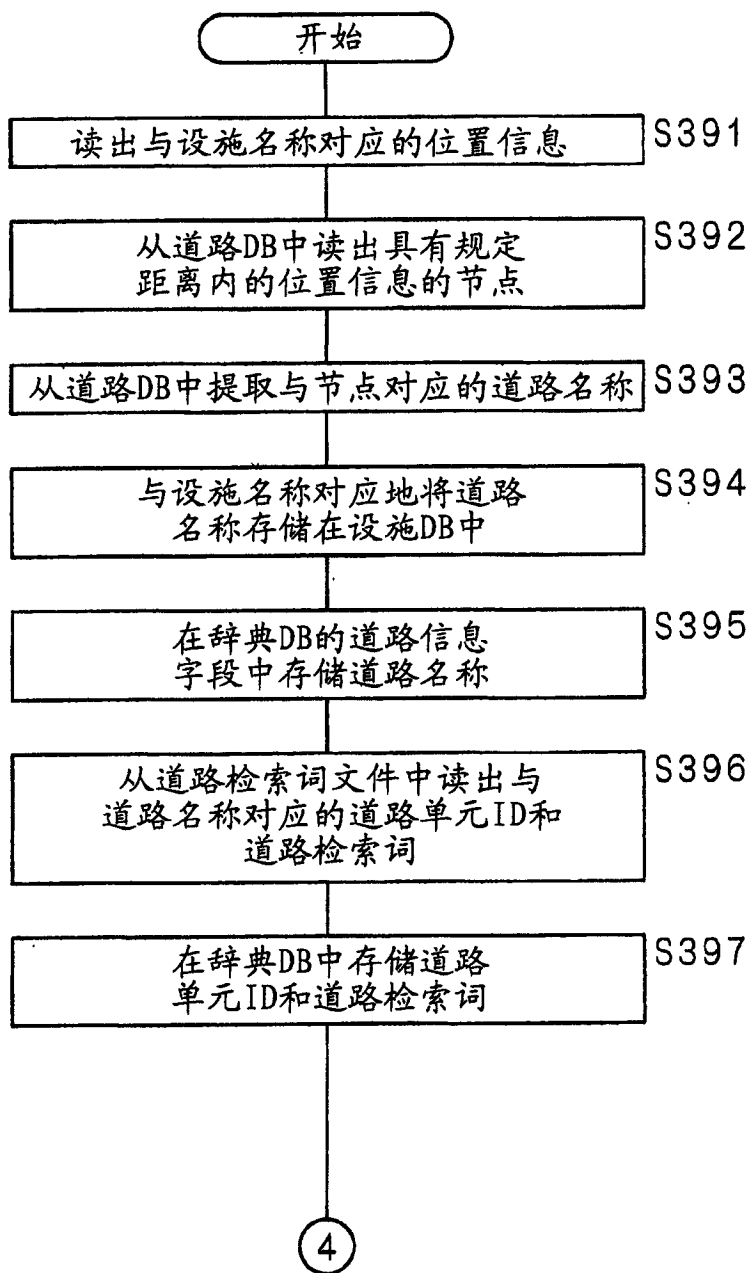 开始
读出与设施名称对应的位置信息
S391
从道路DB中读出具有规定
距离内的位置信息的节点
S392
从道路DB中提取与节点对应的道路名称
S393
与设施名称对应地将道路
名称存储在设施DB中
S394
在辞典DB的道路信息
字段中存储道路名称
S395
从道路检索词文件中读出与
道路名称对应的道路单元ID和
道路检索词
S396
在辞典DB中存储道路
单元ID和道路检索词
S397
4